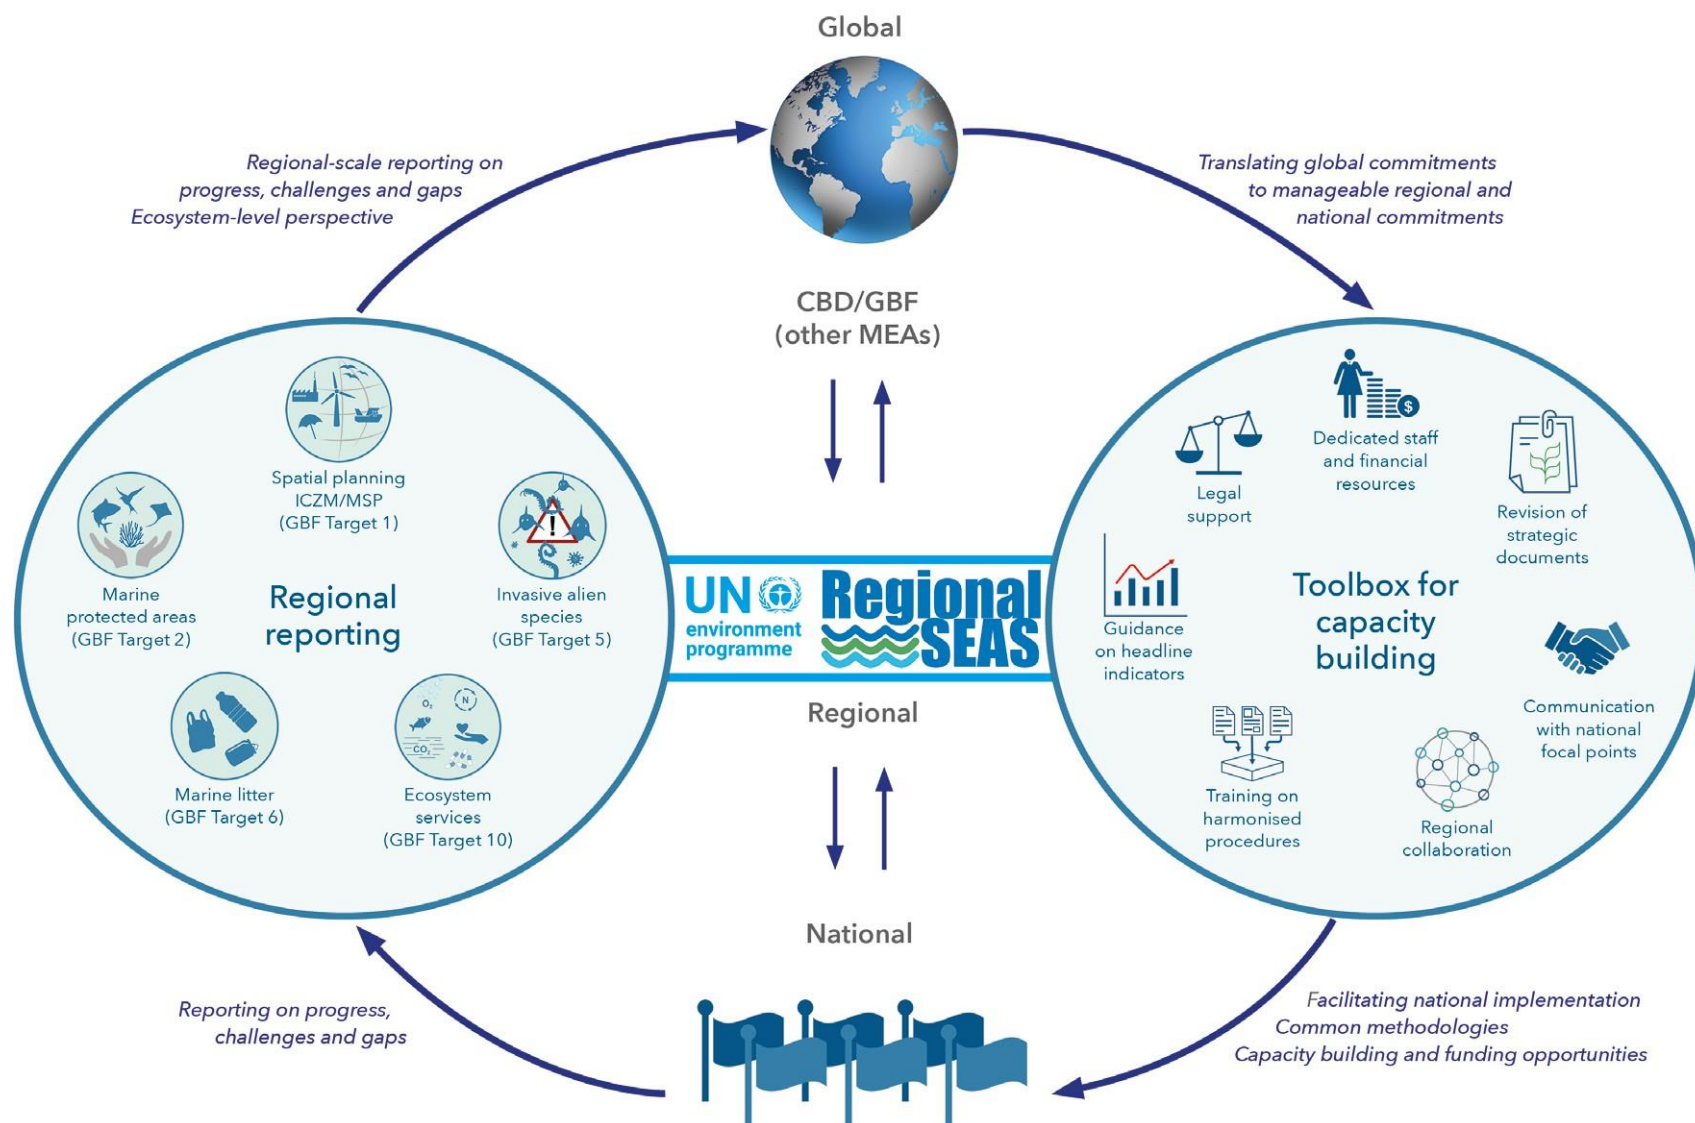 Global
Regional-scale reporting on
progress, challenges and gaps
Ecosystem-level perspective
Translating global commitments
to manageable regional and
national commitments
CBD/GBF
(other MEAs)
Spatial planning
ICZM/MSP
(GBF Target 1)
Marine
protected areas
(GBF Target 2)
!
Invasive alien
species
(GBF Target 5)
Regional
reporting
Marine litter
(GBF Target 6)
O₂
N
CO₂
Ecosystem
services
(GBF Target 10)
UN
environment
programme
Regional
SEAS
Regional
$
Dedicated staff
and financial
resources
Legal
support
Revision of
strategic
documents
Guidance
on headline
indicators
Toolbox for
capacity
building
Communication
with national
focal points
Training on
harmonised
procedures
Regional
collaboration
National
Reporting on progress,
challenges and gaps
Facilitating national implementation
Common methodologies
Capacity building and funding opportunities